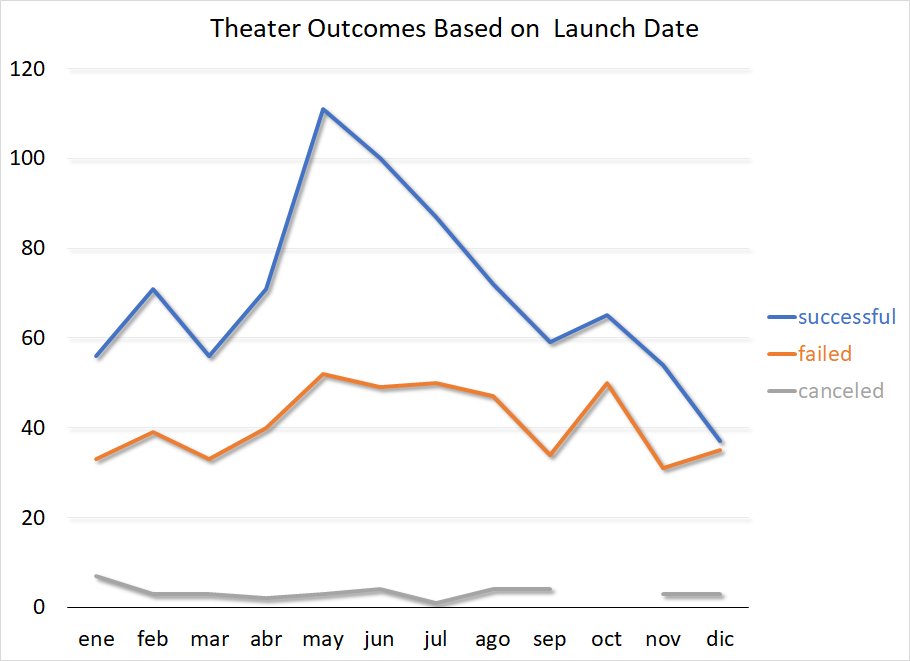 Theater Outcomes Based on  Launch Date
120
100
80
60
40
20
0
ene feb mar abr may jun jul ago sep oct nov dic
successful
failed
canceled